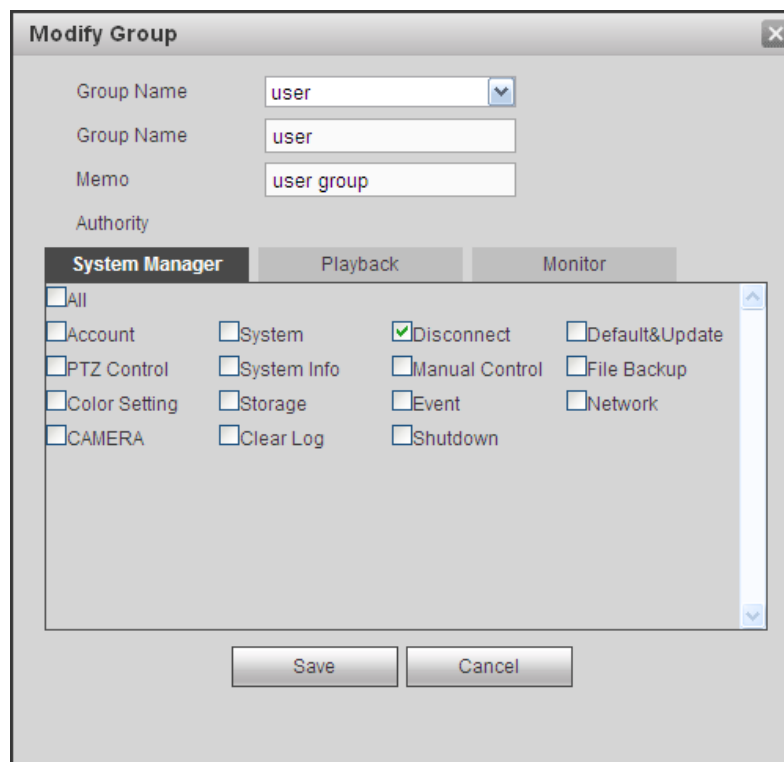 Modify Group
Group Name user
Group Name user
Memo user group
Authority
System Manager Playback Monitor
All
Account System Disconnect Default&Update
PTZ Control System Info Manual Control File Backup
Color Setting Storage Event Network
CAMERA Clear Log Shutdown
Save Cancel